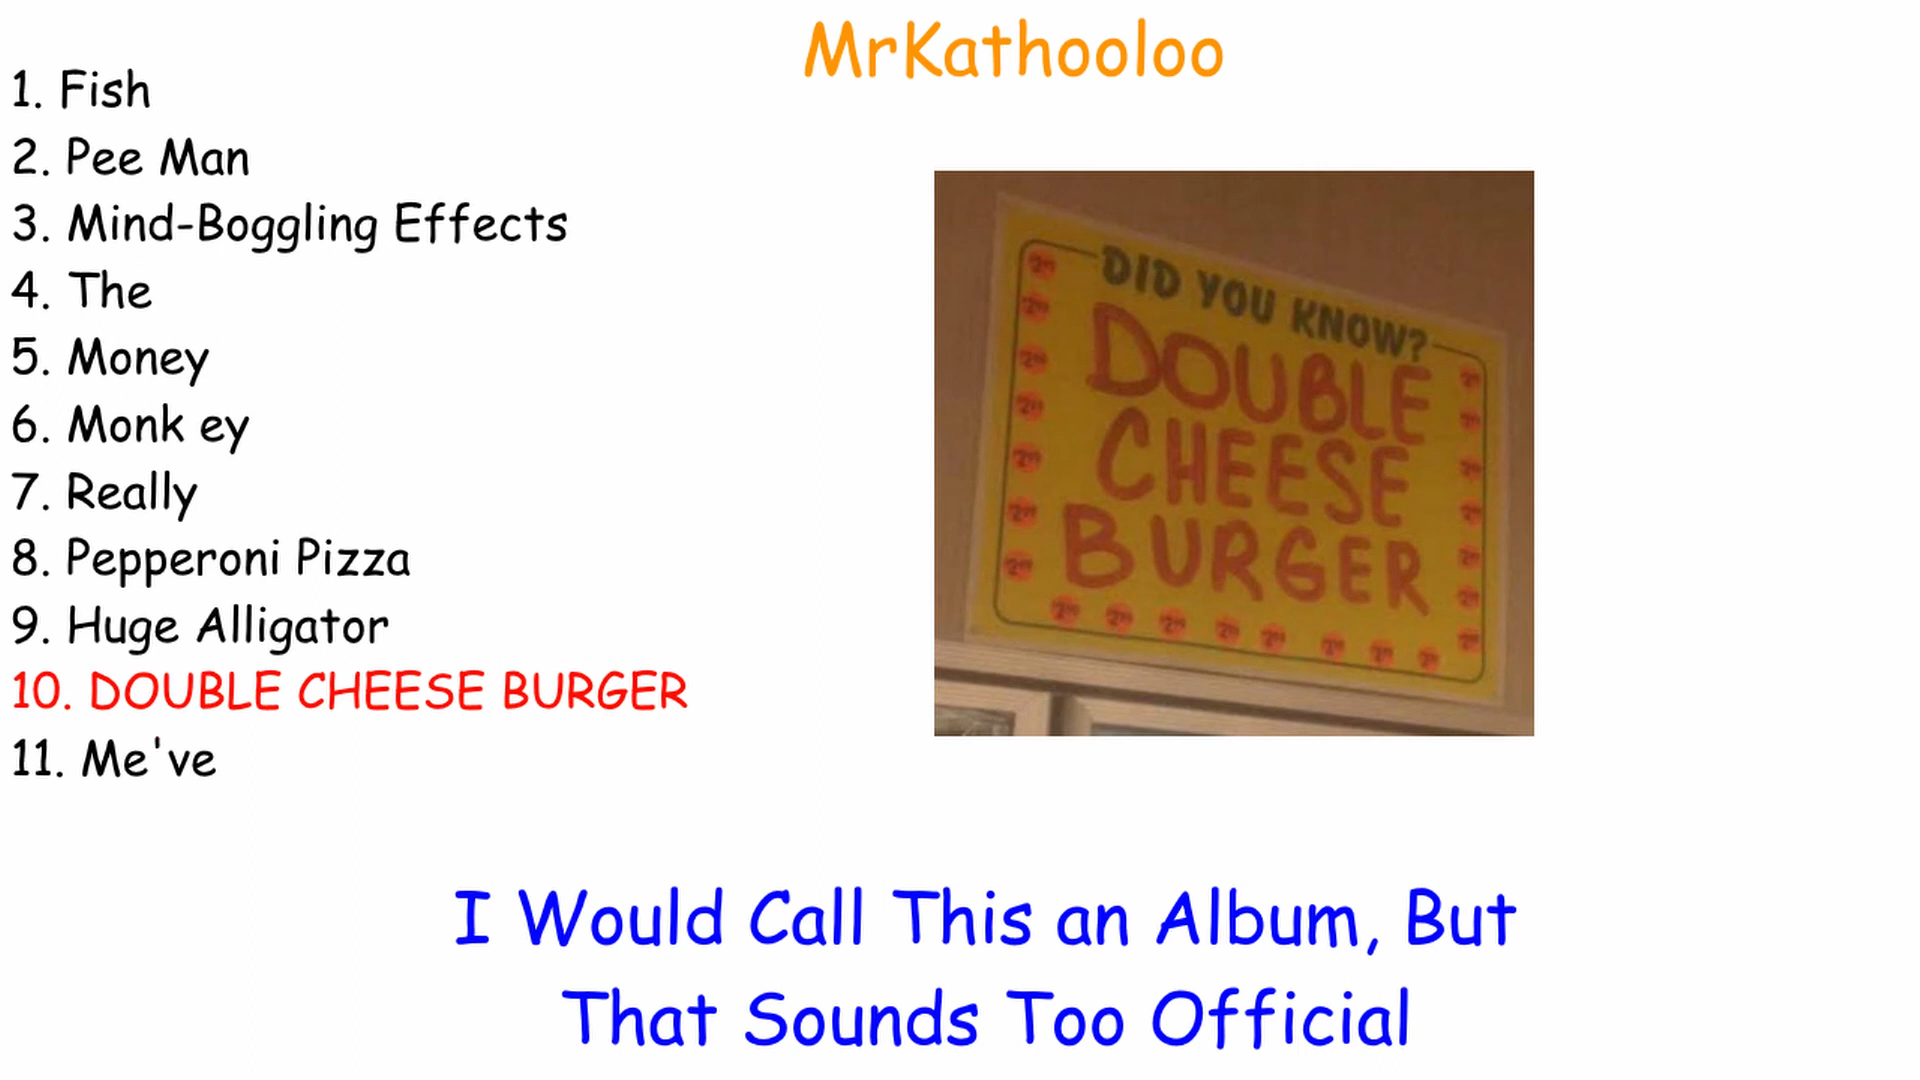 MrKathooloo
1. Fish
2. Pee Man
3. Mind-Boggling Effects
4. The
5. Money
6. Monk ey
7. Really
8. Pepperoni Pizza
9. Huge Alligator
10. DOUBLE CHEESE BURGER
11. Me've
DID YOU KNOW?
DOUBLE
CHEESE
BURGER
I Would Call This an Album, But
That Sounds Too Official